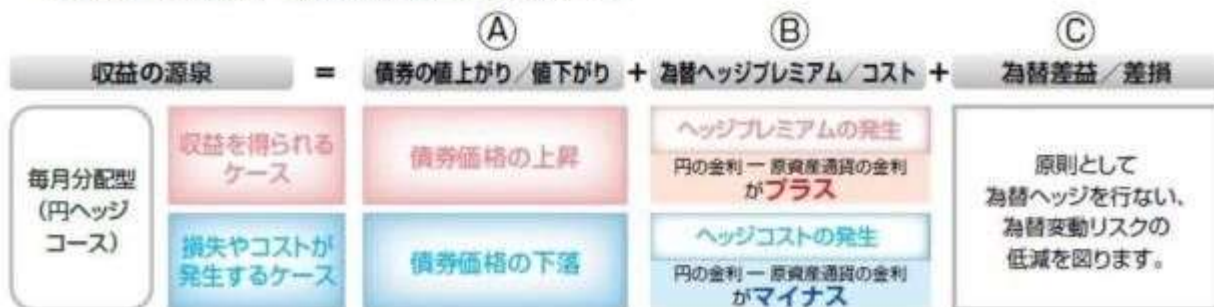 Ⓐ Ⓑ Ⓒ
収益の源泉 = 債券の値上がり/値下がり + 為替ヘッジプレミアム/コスト + 為替差益/差損
毎月分配型
(円ヘッジ
コース)
収益を得られる
ケース
債券価格の上昇
ヘッジプレミアムの発生
円の金利 ー 原資産通貨の金利
がプラス
損失やコストが
発生するケース
債券価格の下落
ヘッジコストの発生
円の金利 ー 原資産通貨の金利
がマイナス
原則として
為替ヘッジを行ない、
為替変動リスクの
低減を図ります。